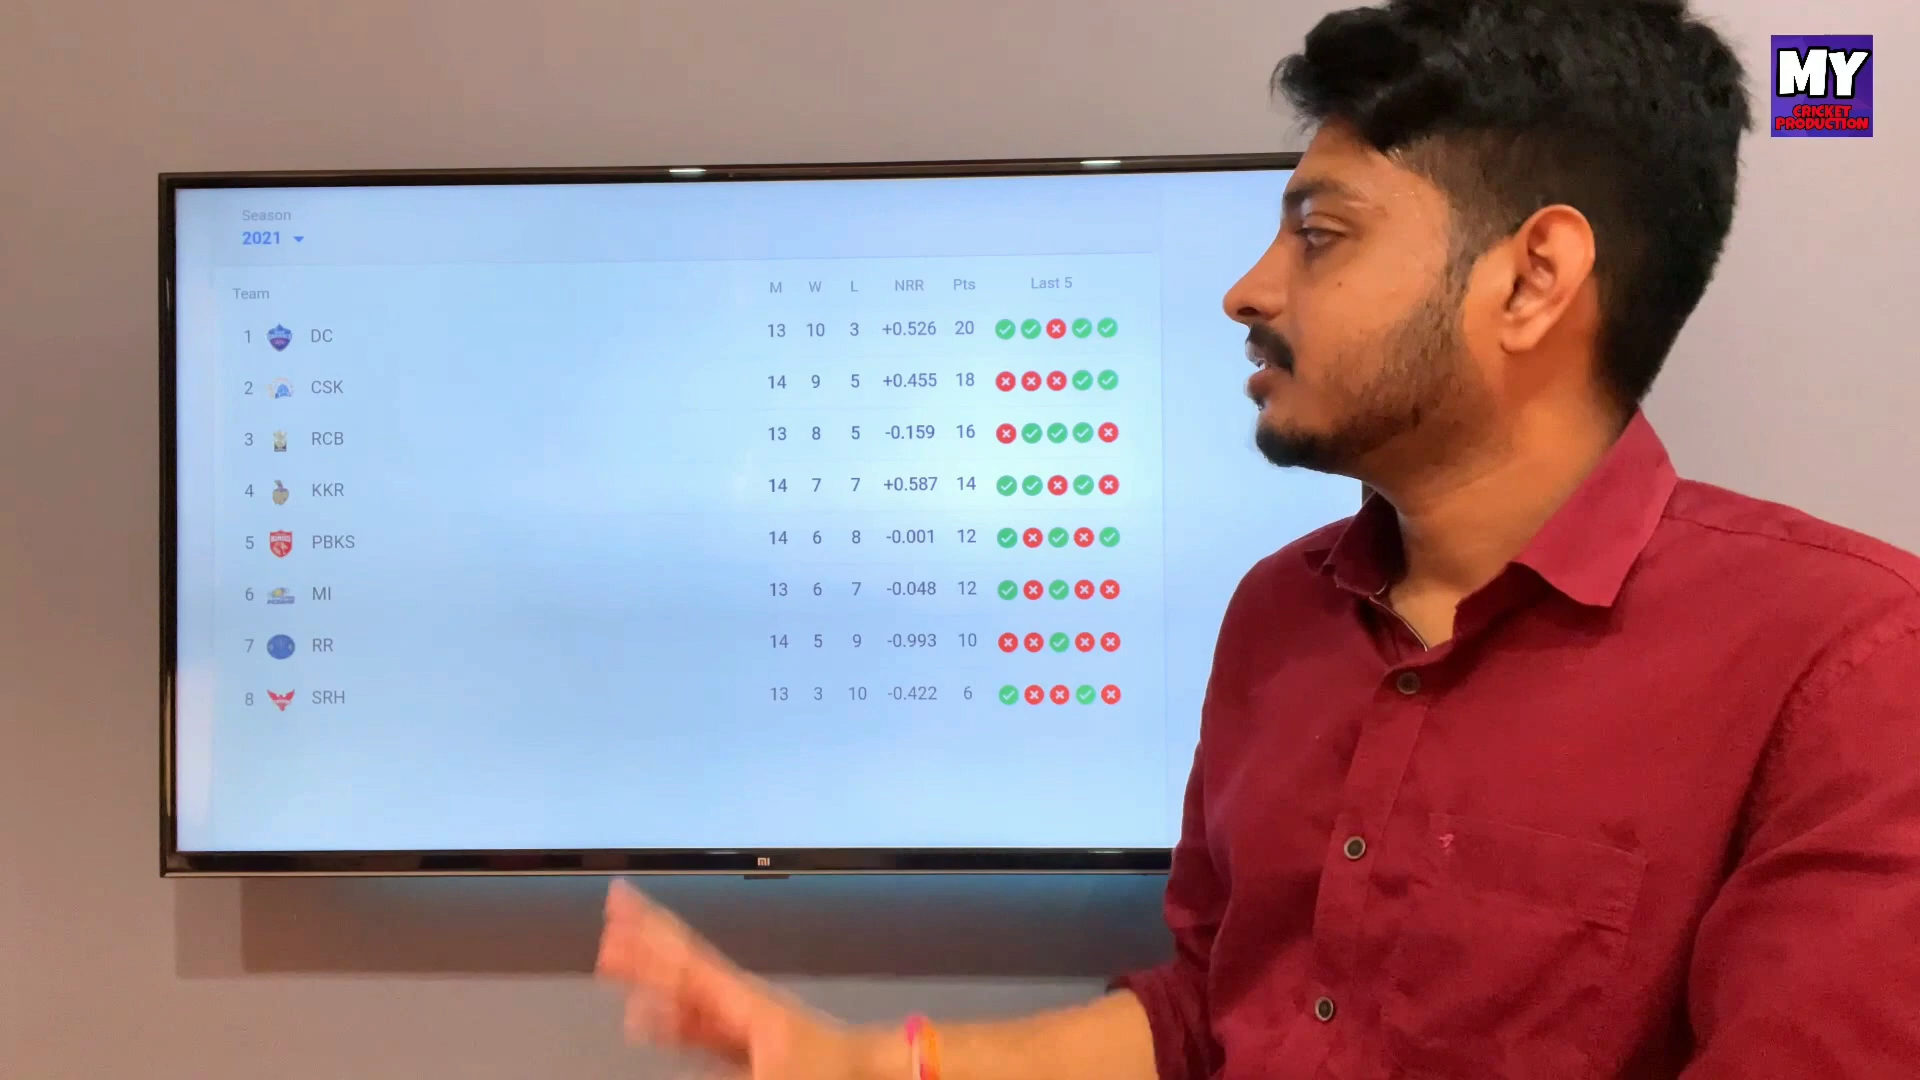 MY
CRICKET
PRODUCTION
Season
2021
Team M W L NRR Pts Last 5
1 DC 13 10 3 +0.526 20
2 CSK 14 9 5 +0.455 18
3 RCB 13 8 5 -0.159 16
4 KKR 14 7 7 +0.587 14
5 PBKS 14 6 8 -0.001 12
6 MI 13 6 7 -0.048 12
7 RR 14 5 9 -0.993 10
8 SRH 13 3 10 -0.422 6
mi